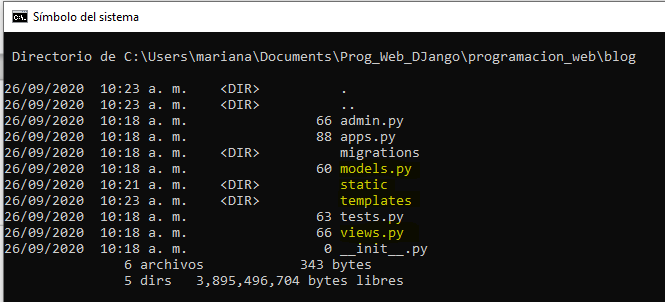 Símbolo del sistema
Directorio de C:\Users\mariana\Documents\Prog_Web_DJango\programacion_web\blog
26/09/2020  10:23 a. m.    <DIR>          .
26/09/2020  10:23 a. m.    <DIR>          ..
26/09/2020  10:18 a. m.                66 admin.py
26/09/2020  10:18 a. m.                88 apps.py
26/09/2020  10:18 a. m.    <DIR>          migrations
26/09/2020  10:18 a. m.                60 models.py
26/09/2020  10:21 a. m.    <DIR>          static
26/09/2020  10:23 a. m.    <DIR>          templates
26/09/2020  10:18 a. m.                63 tests.py
26/09/2020  10:18 a. m.                66 views.py
26/09/2020  10:18 a. m.                 0 __init__.py
6 archivos            343 bytes
5 dirs   3,895,496,704 bytes libres